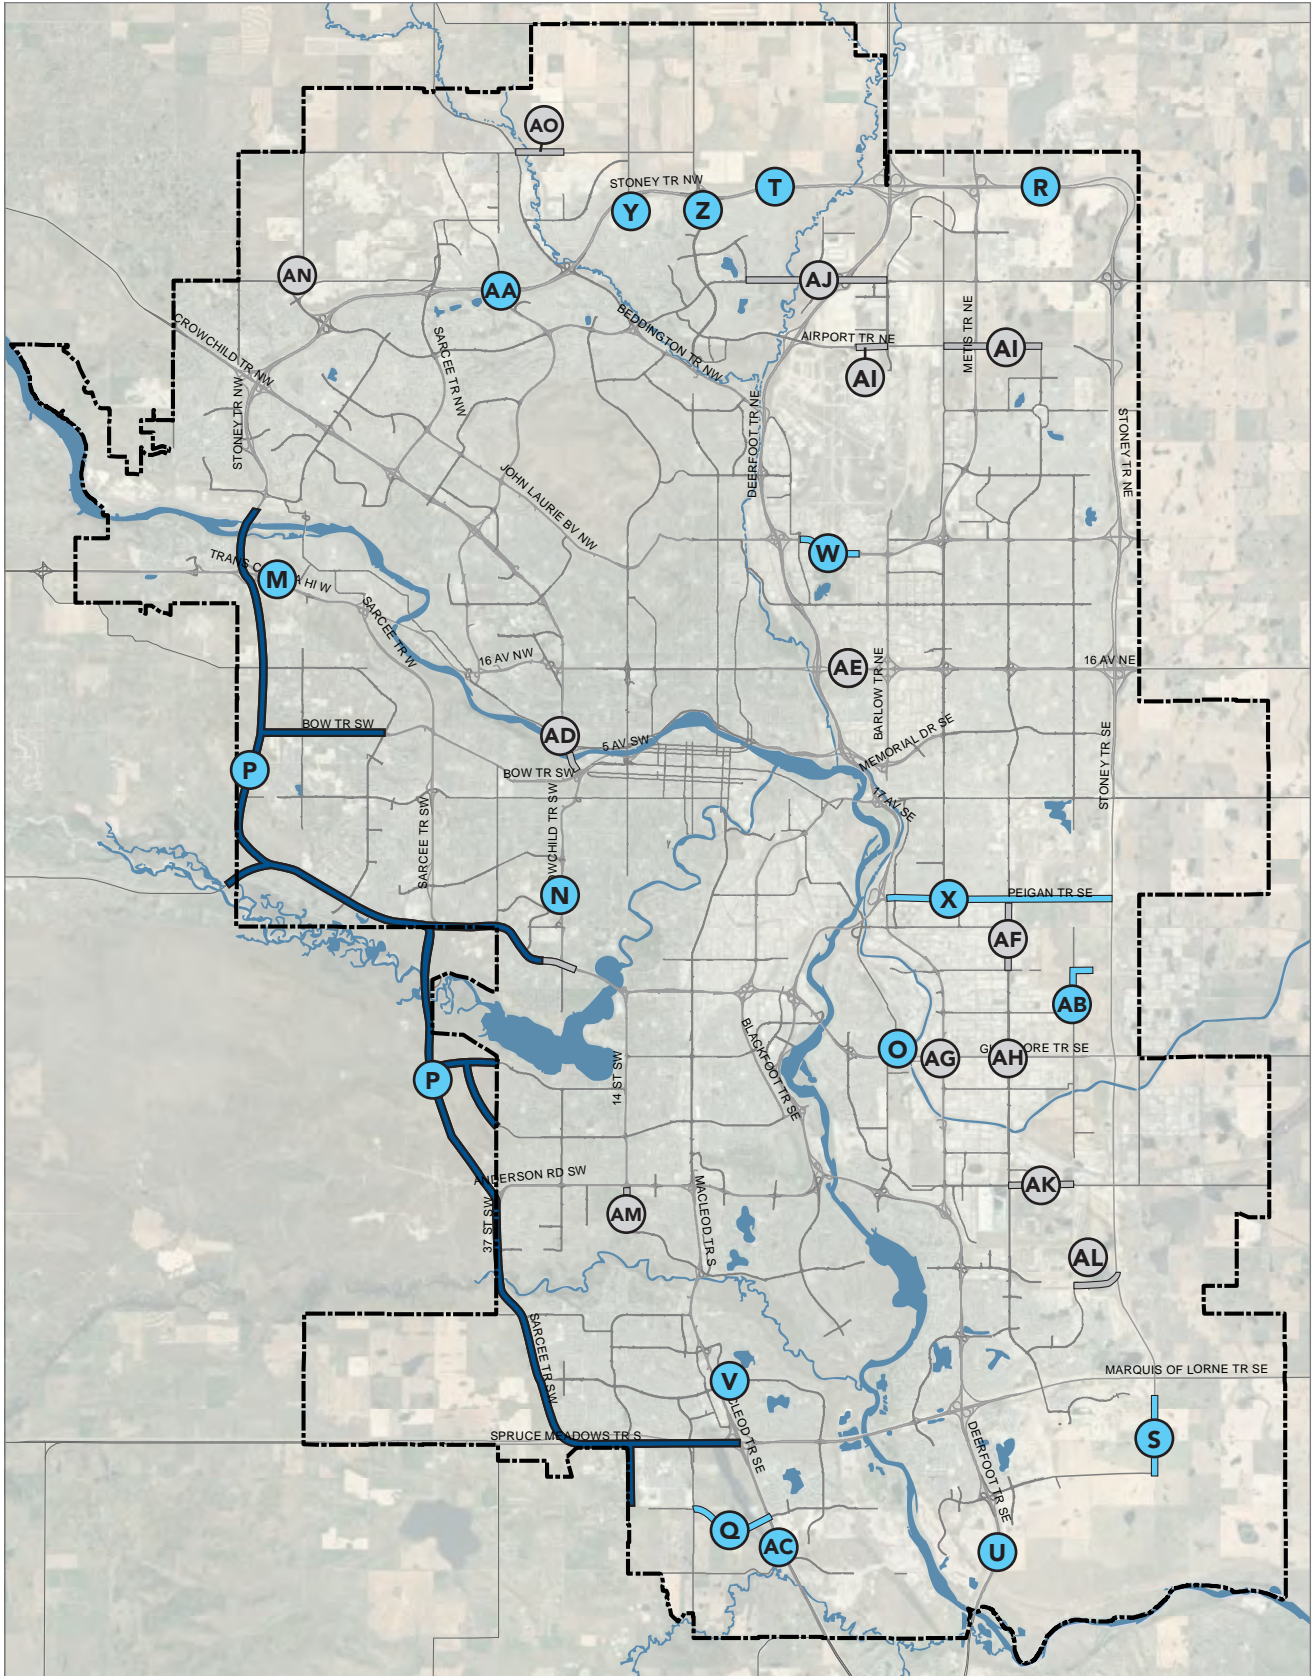 AO
STONEY TR NW
T
R
Y
Z
AN
AA
AJ
CROWCHILD TR NW
SARCEE TR NW
BEDDINGTON TR NW
AIRPORT TR NE
METIS TR NE
AI
AI
STONEY TR NW
DEERFOOT TR NE
STONEY TR NE
JOHN LAURIE BV NW
W
TRANS C A HI W
M
SARCEE TR W
16 AV NW
AE
BARLOW TR NE
16 AV NE
BOW TR SW
AD
5 AV SW
MEMORIAL DR SE
P
BOW TR SW
17 AV SE
STONEY TR SE
SARCEE TR SW
WCHILD TR SW
N
X
PEIGAN TR SE
AF
AB
O
AG
G ORE TR SE
AH
BLACKFOOT TR SE
P
14 ST SW
ANDERSON RD SW
MACLEOD TR S
AK
37 ST SW
AM
AL
SARCEE TR SW
V
MARQUIS OF LORNE TR SE
CLEOD TR SE
SPRUCE MEADOWS TR S
S
DEERFOOT TR SE
Q
AC
U